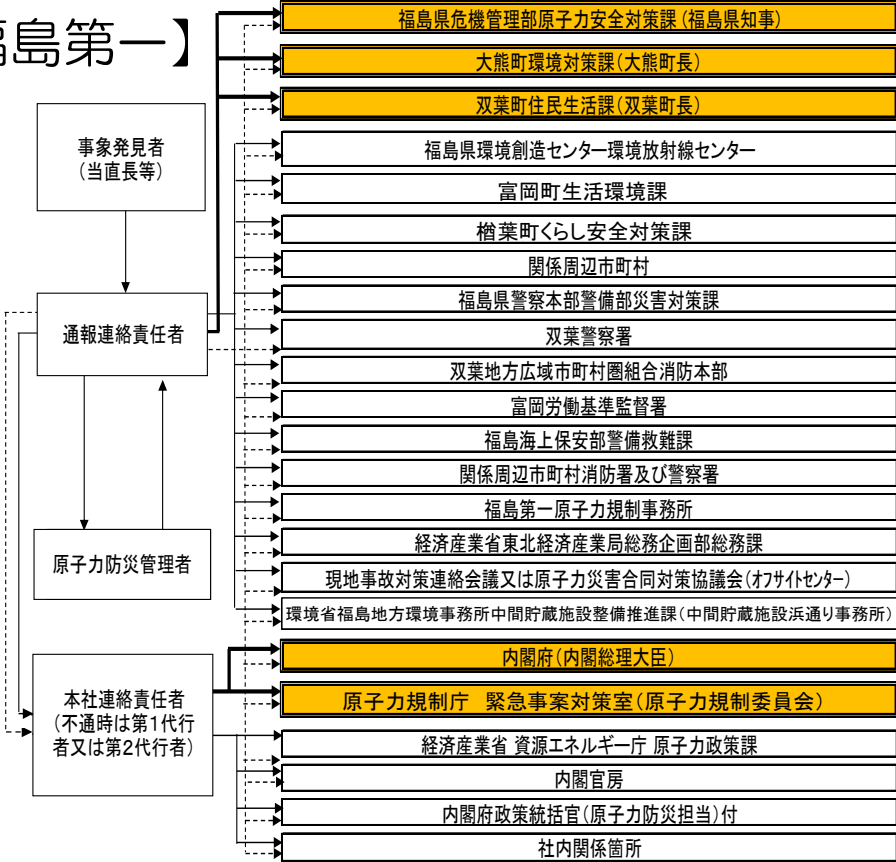 島第一】
福島県危機管理部原子力安全対策課(福島県知事)
大熊町環境対策課(大熊町長)
双葉町住民生活課(双葉町長)
事象発見者
(当直長等)
福島県環境創造センター環境放射線センター
富岡町生活環境課
楢葉町くらし安全対策課
関係周辺市町村
通報連絡責任者
福島県警察本部警備部災害対策課
双葉警察署
双葉地方広域市町村圏組合消防本部
富岡労働基準監督署
福島海上保安部警備救難課
関係周辺市町村消防署及び警察署
福島第一原子力規制事務所
原子力防災管理者
経済産業省東北経済産業局総務企画部総務課
現地事故対策連絡会議又は原子力災害合同対策協議会(オフサイトセンター)
環境省福島地方環境事務所中間貯蔵施設整備推進課(中間貯蔵施設浜通り事務所)
本社連絡責任者
(不通時は第1代行
者又は第2代行者)
内閣府(内閣総理大臣)
原子力規制庁　緊急事案対策室(原子力規制委員会)
経済産業省 資源エネルギー庁 原子力政策課
内閣官房
内閣府政策統括官(原子力防災担当)付
社内関係箇所